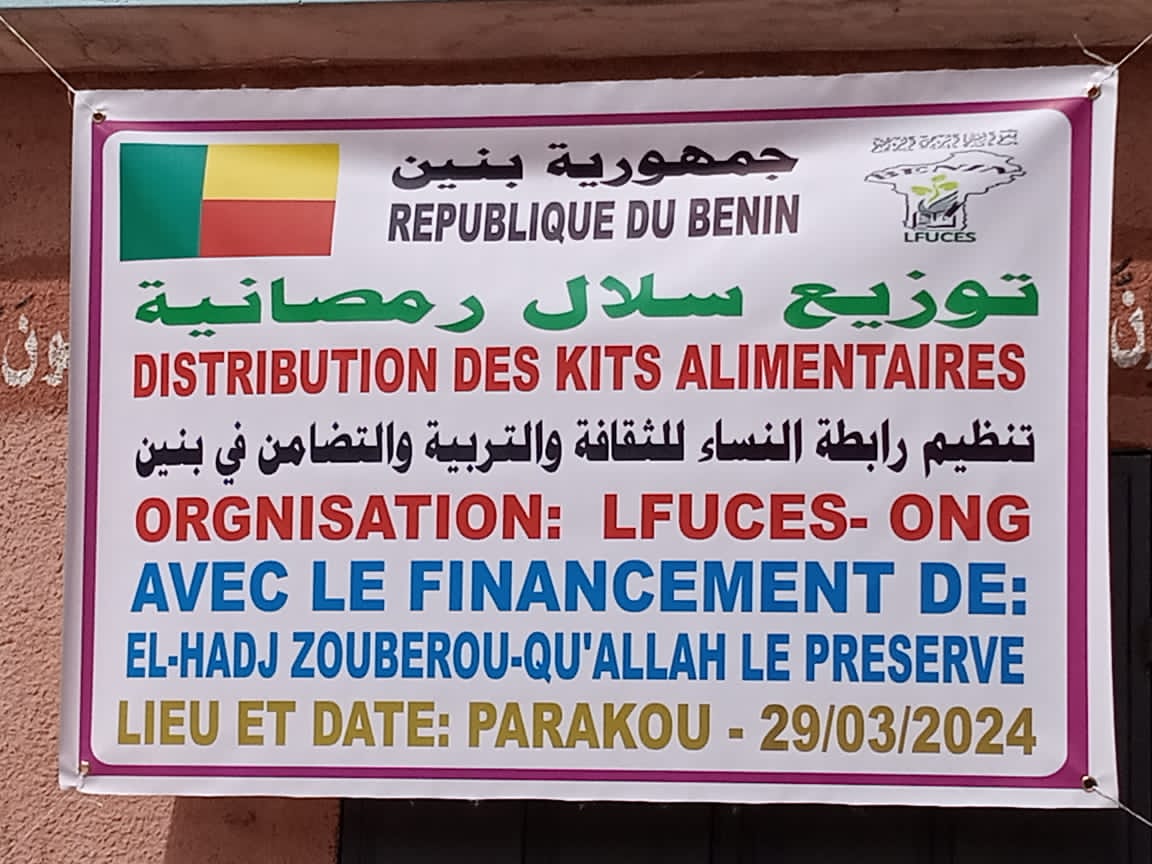 جمهورية بنين
REPUBLIQUE DU BENIN
LFUCES
توزيع سلال رمصانية
DISTRIBUTION DES KITS ALIMENTAIRES
تنظيم رابطة النساء للثقافة والتربية والتضامن في بنين
ORGNISATION: LFUCES- ONG
AVEC LE FINANCEMENT DE:
EL-HADJ ZOUBEROU-QU'ALLAH LE PRESERVE
LIEU ET DATE: PARAKOU - 29/03/2024